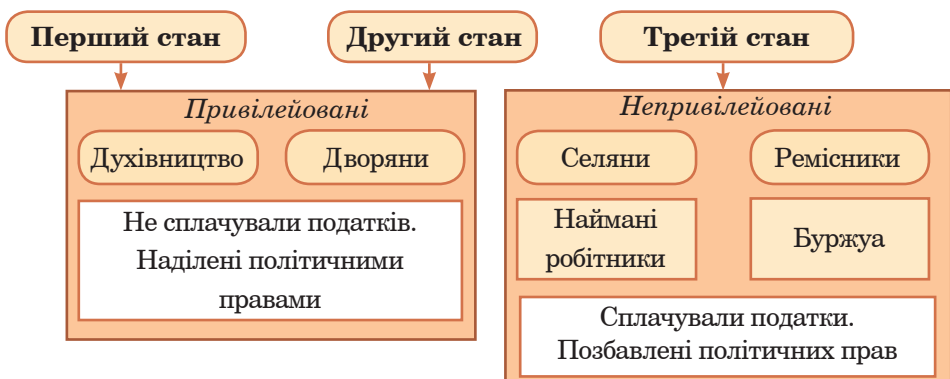 Перший стан
Другий стан
Третій стан
Привілейовані
Духівництво
Дворяни
Не сплачували податків.
Наділені політичними
правами
Непривілейовані
Селяни
Ремісники
Наймані
робітники
Буржуа
Сплачували податки.
Позбавлені політичних прав